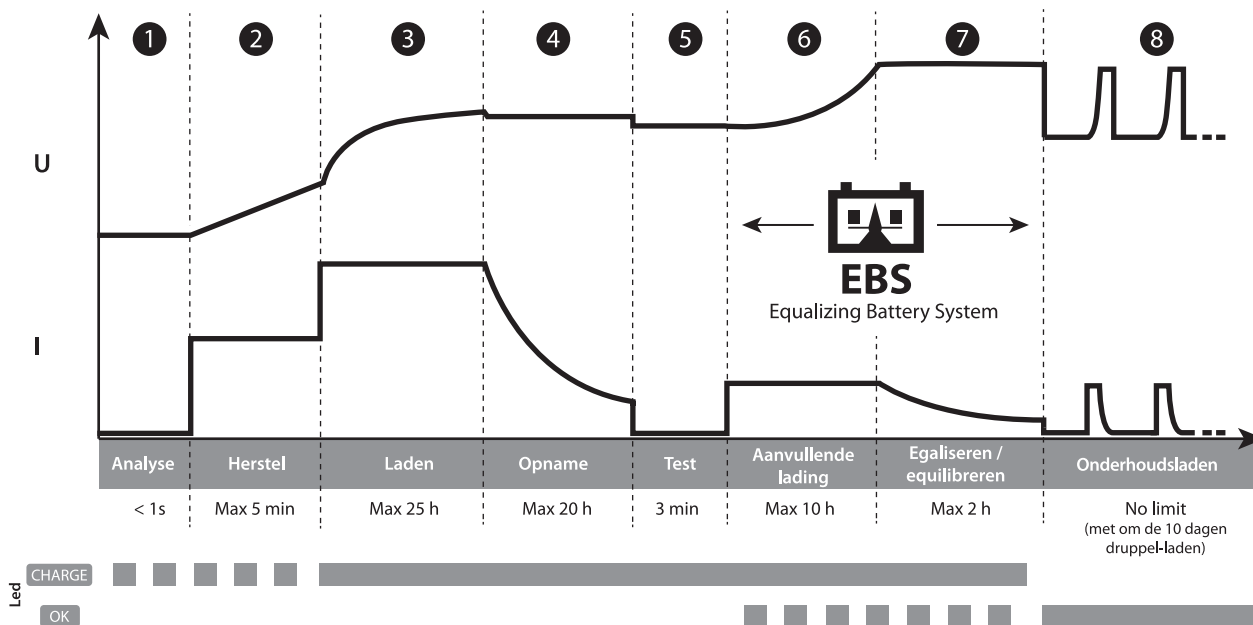 1 2 3 4 5 6 7 8
U
EBS
Equalizing Battery System
I
Analyse Herstel Laden Opname Test Aanvullende lading Egaliseren / equilibreren Onderhoudsladen
< 1s Max 5 min Max 25 h Max 20 h 3 min Max 10 h Max 2 h No limit
(met om de 10 dagen
druppel-laden)
Led
CHARGE
OK